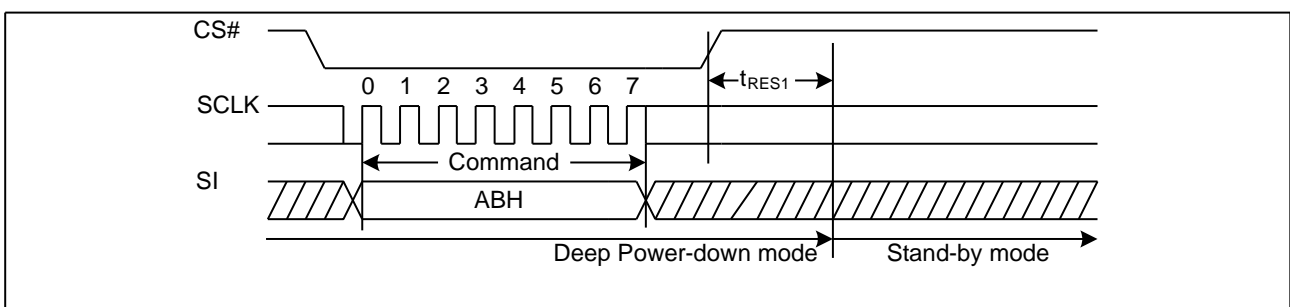 CS#
tRES1
0 1 2 3 4 5 6 7
SCLK
Command
SI
ABH
Deep Power-down mode Stand-by mode